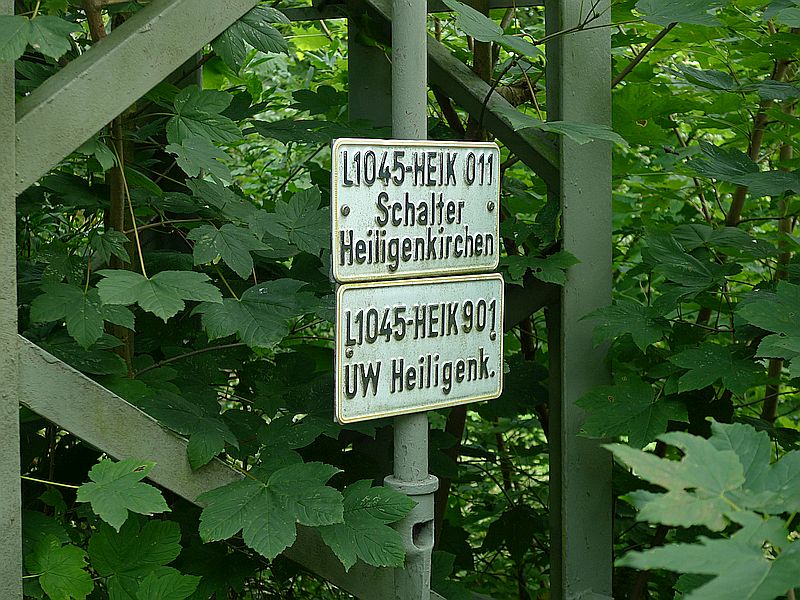 L1045-HEIK 011
Schalter
Heiligenkirchen
L1045-HEIK 901
UW Heiligenk.